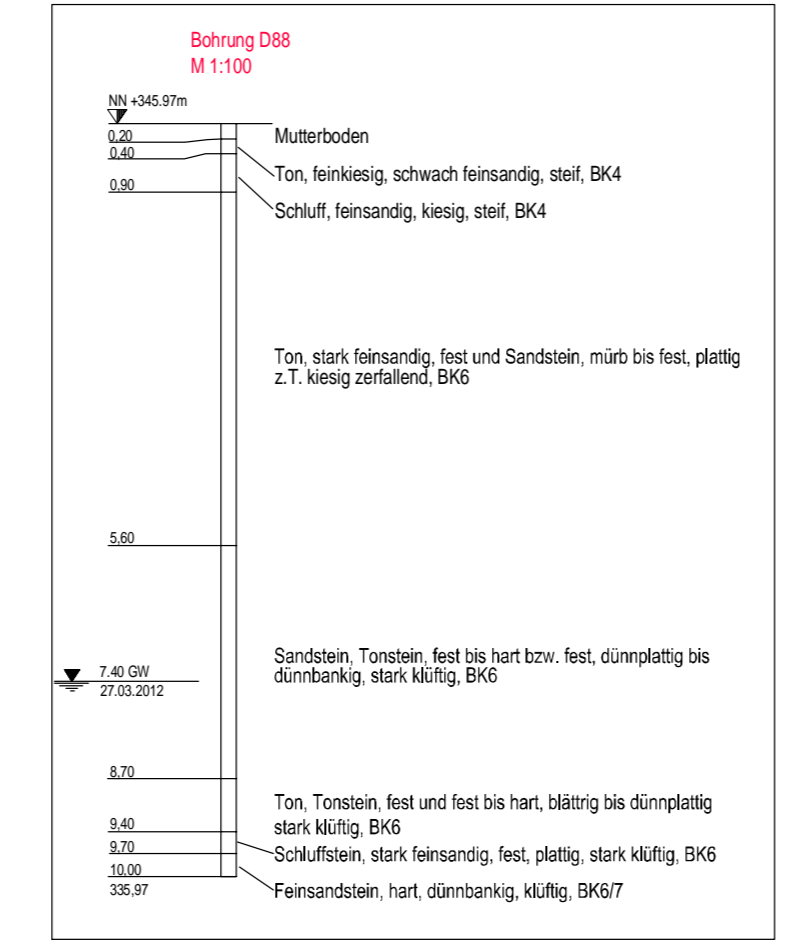 Bohrung D88
M 1:100
NN +345.97m
0,20
Mutterboden
0,40
Ton, feinkiesig, schwach feinsandig, steif, BK4
0,90
Schluff, feinsandig, kiesig, steif, BK4
Ton, stark feinsandig, fest und Sandstein, mürb bis fest, plattig
z.T. kiesig zerfallend, BK6
5,60
Sandstein, Tonstein, fest bis hart bzw. fest, dünnplattig bis
dünnbankig, stark klüftig, BK6
7.40 GW
27.03.2012
8,70
Ton, Tonstein, fest und fest bis hart, blättrig bis dünnplattig
stark klüftig, BK6
9,40
9,70
Schluffstein, stark feinsandig, fest, plattig, stark klüftig, BK6
10,00
335,97
Feinsandstein, hart, dünnbankig, klüftig, BK6/7